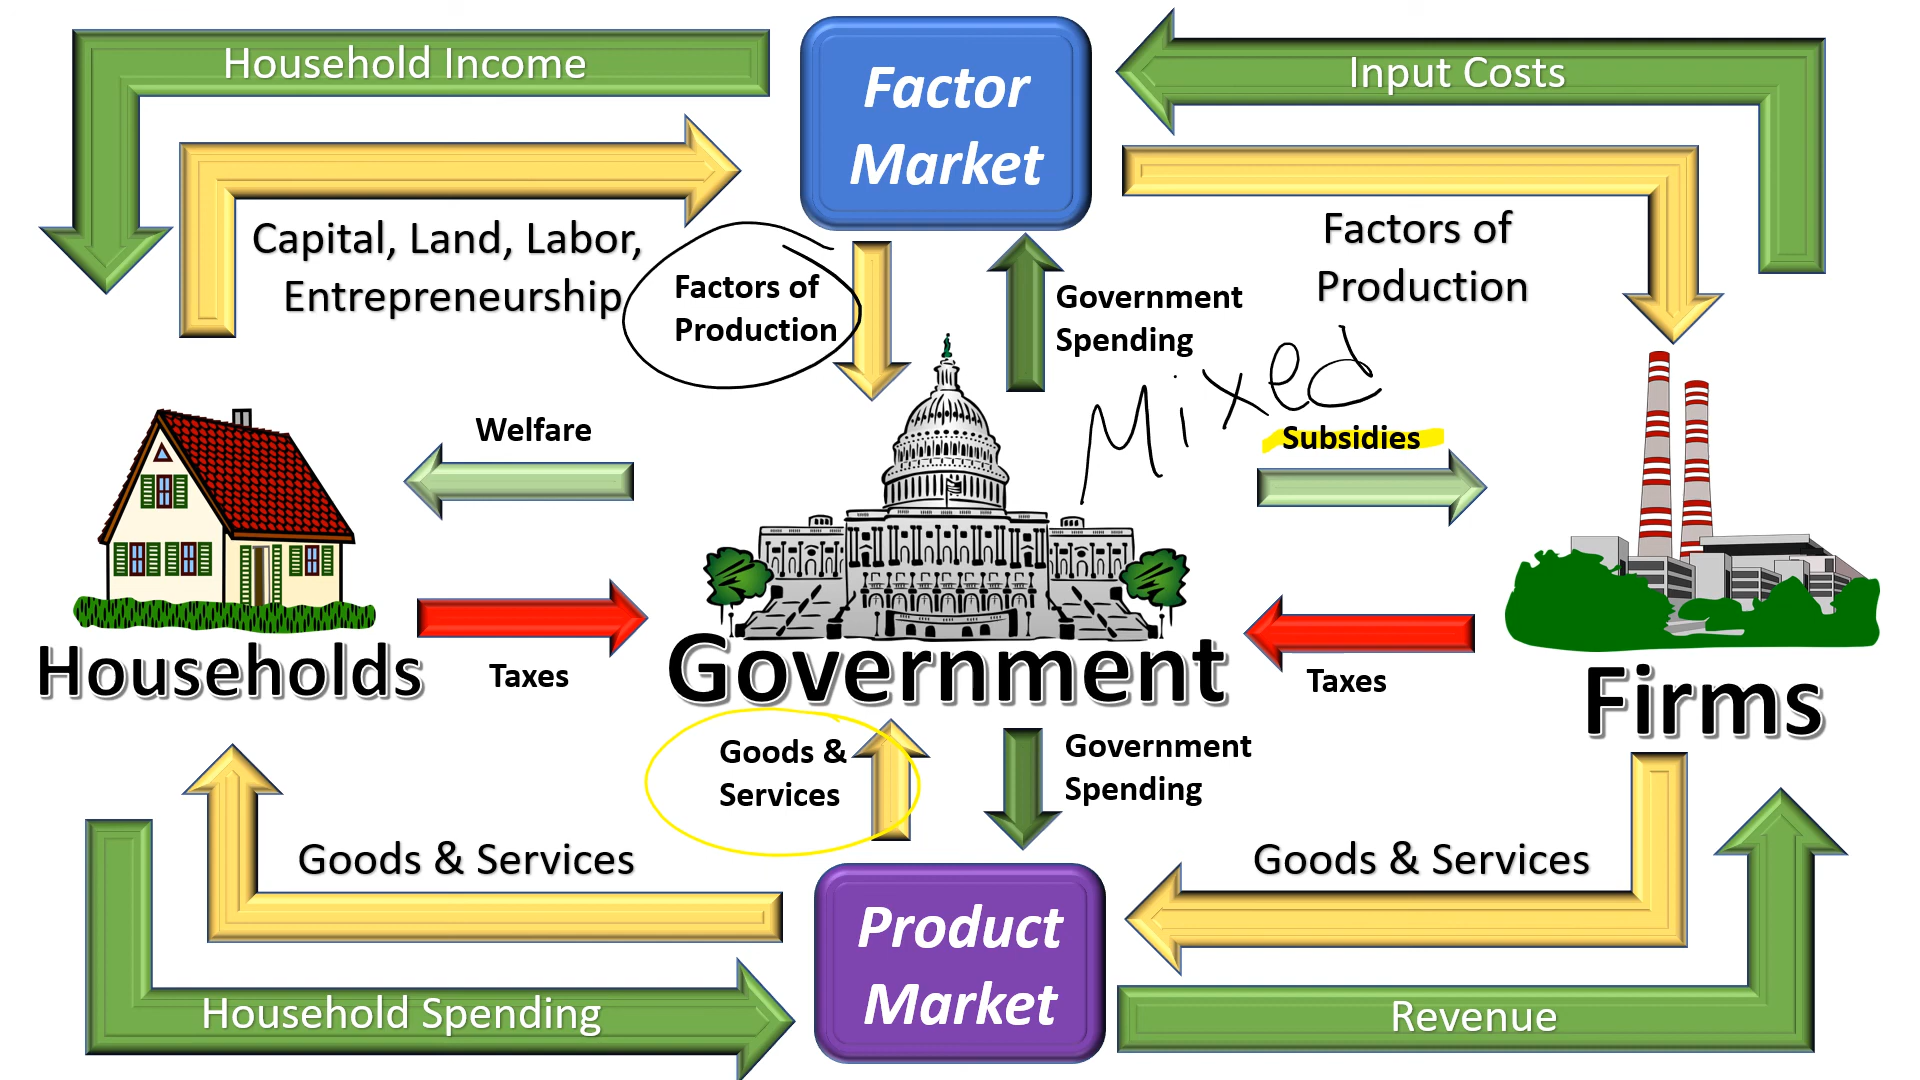 Household Income
Factor
Market
Input Costs
Capital, Land, Labor,
Entrepreneurship
Factors of
Production
Government
Spending
Factors of
Production
Mixed
Welfare
Subsidies
Households
Taxes
Government
Taxes
Firms
Goods &
Services
Government
Spending
Goods & Services
Goods & Services
Product
Market
Household Spending
Revenue